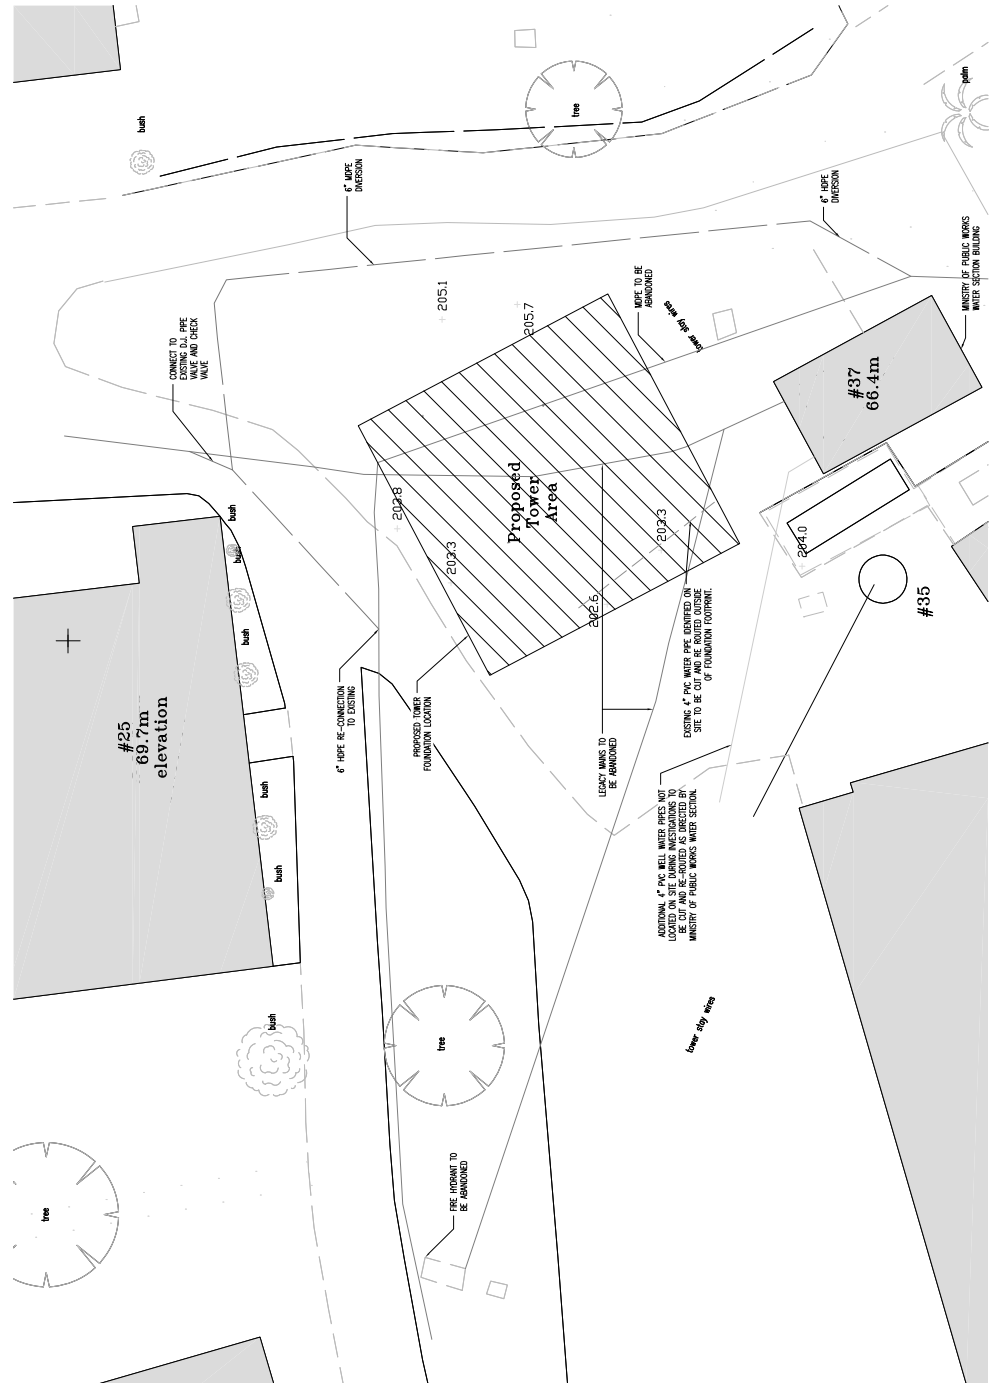 palm
tree
bush
6" MDPE
DIVERSION
6" HDPE
DIVERSION
MINISTRY OF PUBLIC WORKS
WATER SECTION BUILDING
205.1
205.7
MDPE TO BE
ABANDONED
tower stay wires
CONNECT TO
EXISTING D.J. PIPE
VALVE AND CHECK
VALVE
#37
66.4m
Proposed
Tower
Area
203.8
203.3
203.3
202.6
204.0
bush
bush
bush
bush
bush
#35
#25
69.7m
elevation
6" HDPE RE-CONNECTION
TO EXISTING
PROPOSED TOWER
FOUNDATION LOCATION
LEGACY MAINS TO
BE ABANDONED
EXISTING 4" PVC WATER PIPE IDENTIFIED ON
SITE TO BE CUT AND RE ROUTED OUTSIDE
OF FOUNDATION FOOTPRINT.
ADDITIONAL 4" PVC WELL WATER PIPES NOT
LOCATED ON SITE DURING INVESTIGATIONS TO
BE CUT AND RE-ROUTED AS DIRECTED BY
MINISTRY OF PUBLIC WORKS WATER SECTION.
tower stay wires
bush
tree
FIRE HYDRANT TO
BE ABANDONED
tree